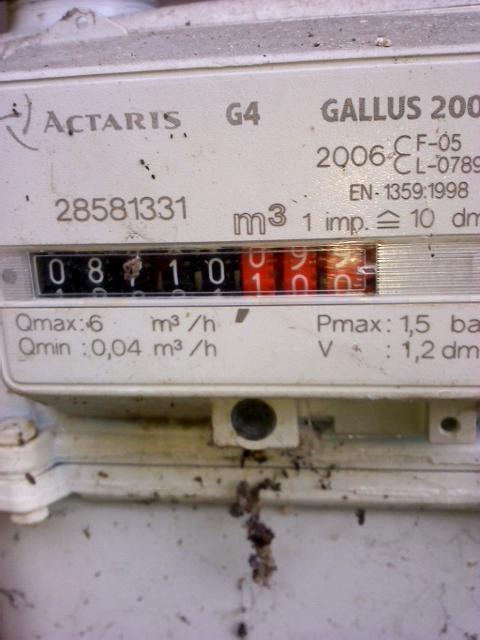 ACTARIS G4 GALLUS 200
2006 CF-05
CL-0789
EN-1359:1998
28581331 m³ 1 imp. ≙ 10 dm
Qmax:6 m³/h Pmax: 1,5 ba
Qmin :0,04 m³/h V : 1,2 dm